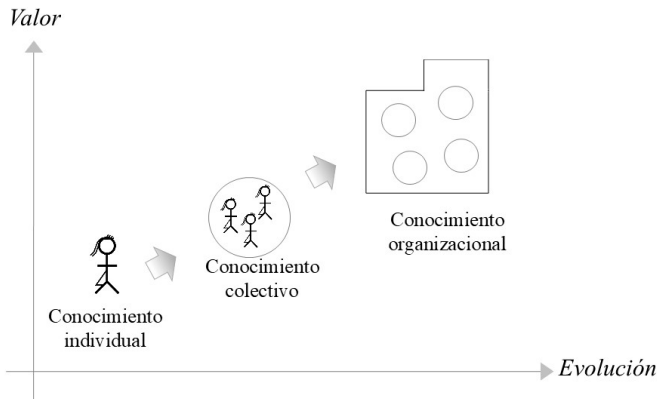 Valor
Conocimiento
organizacional
Conocimiento
colectivo
Conocimiento
individual
Evolución